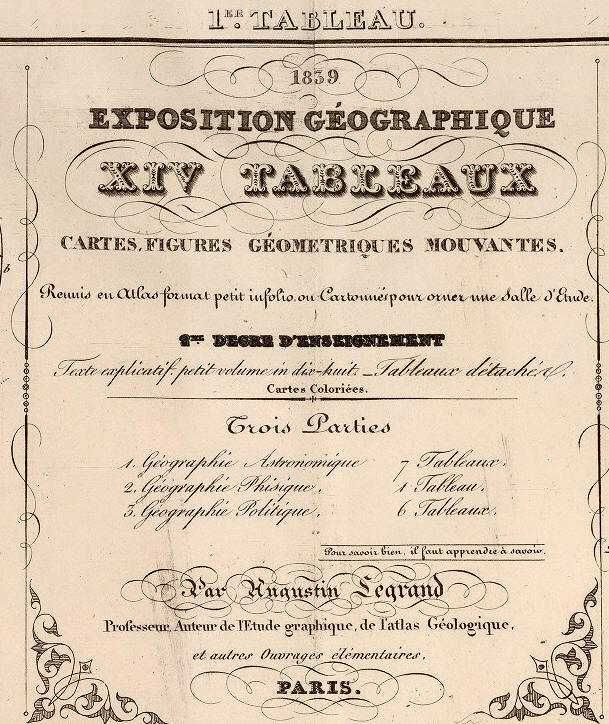 1.ER TABLEAU.
1839
EXPOSITION GÉOGRAPHIQUE
XIV TABLEAUX
CARTES, FIGURES GÉOMETRIQUES MOUVANTES.
Reunis en Atlas format petit infolio, ou Cartonnés pour orner une Salle d'Etude.
DEGRE D'ENSEIGNEMENT
Texte explicatif, petit volume in dix-huit. _ Tableaux détachés.
Cartes Coloriées.
Trois Parties
1. Géographie Astronomique 7 Tableaux.
2. Géographie Phisique. 1 Tableau.
3. Géographie Politique. 6 Tableaux.
Pour savoir bien, il faut apprendre à savoir.
Par Augustin Legrand
Professeur, Auteur de l'Etude graphique, de l'atlas Géologique,
et autres Ouvrages élémentaires.
PARIS.
b